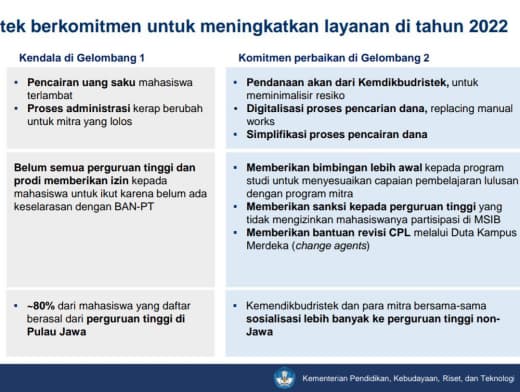 tek berkomitmen untuk meningkatkan layanan di tahun 2022
Kendala di Gelombang 1
Komitmen perbaikan di Gelombang 2
• Pencairan uang saku mahasiswa
terlambat
• Proses administrasi kerap berubah
untuk mitra yang lolos
• Pendanaan akan dari Kemdikbudristek, untuk
meminimalisir resiko
• Digitalisasi proses pencarian dana, replacing manual
works
• Simplifikasi proses pencairan dana
Belum semua perguruan tinggi dan
prodi memberikan izin kepada
mahasiswa untuk ikut karena belum ada
keselarasan dengan BAN-PT
• Memberikan bimbingan lebih awal kepada program
studi untuk menyesuaikan capaian pembelajaran lulusan
dengan program mitra
• Memberikan sanksi kepada perguruan tinggi yang
tidak mengizinkan mahasiswanya partisipasi di MSIB
• Memberikan bantuan revisi CPL melalui Duta Kampus
Merdeka (change agents)
• ~80% dari mahasiswa yang daftar
berasal dari perguruan tinggi di
Pulau Jawa
• Kemendikbudristek dan para mitra bersama-sama
sosialisasi lebih banyak ke perguruan tinggi non-
Jawa
Kementerian Pendidikan, Kebudayaan, Riset, dan Teknologi